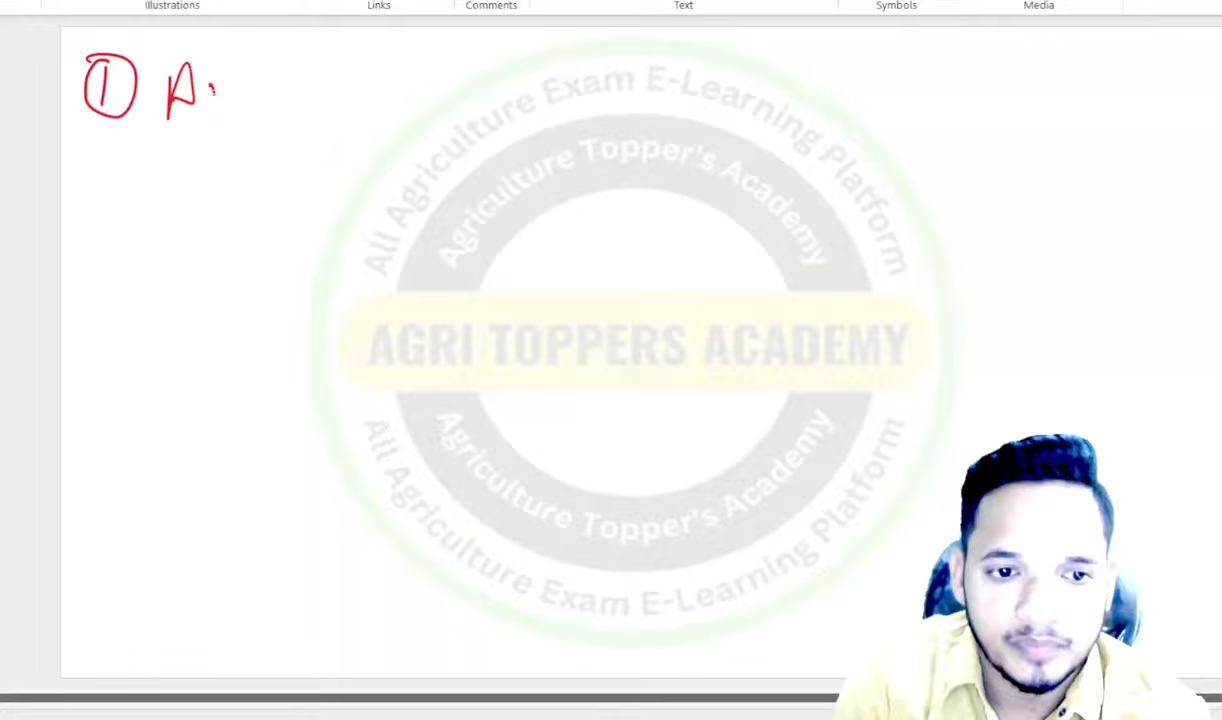 Illustrations Links Comments Text Symbols Media
① A
All Agriculture Exam E-Learning Platform
Agriculture Topper's Academy
AGRI TOPPERS ACADEMY
Agriculture Topper's Academy
All Agriculture Exam E-Learning Platform